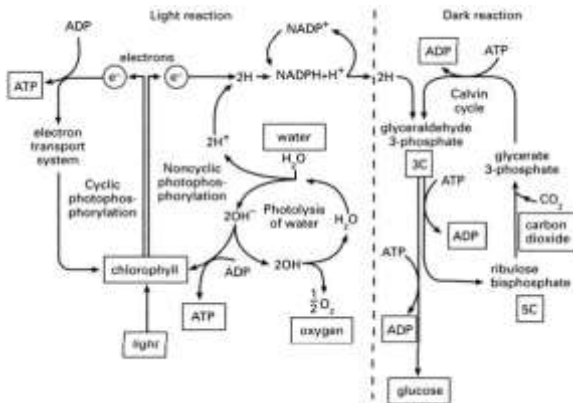 Light reaction
Dark reaction
ADP
electrons
ATP
e⁻
e⁻
2H
NADP⁺
NADPH+H⁺
2H
ADP
ATP
Calvin
cycle
electron
transport
system
2H⁺
water
H₂O
glyceraldehyde
3-phosphate
3C
glycerate
3-phosphate
Cyclic
photophos-
phorylation
Noncyclic
photophos-
phorylation
Photolysis
of water
2OH⁻
H₂O
ATP
ADP
CO₂
carbon
dioxide
chlorophyll
ADP
2OH
ATP
ribulose
bisphosphate
5C
ATP
½O₂
oxygen
ADP
light
glucose